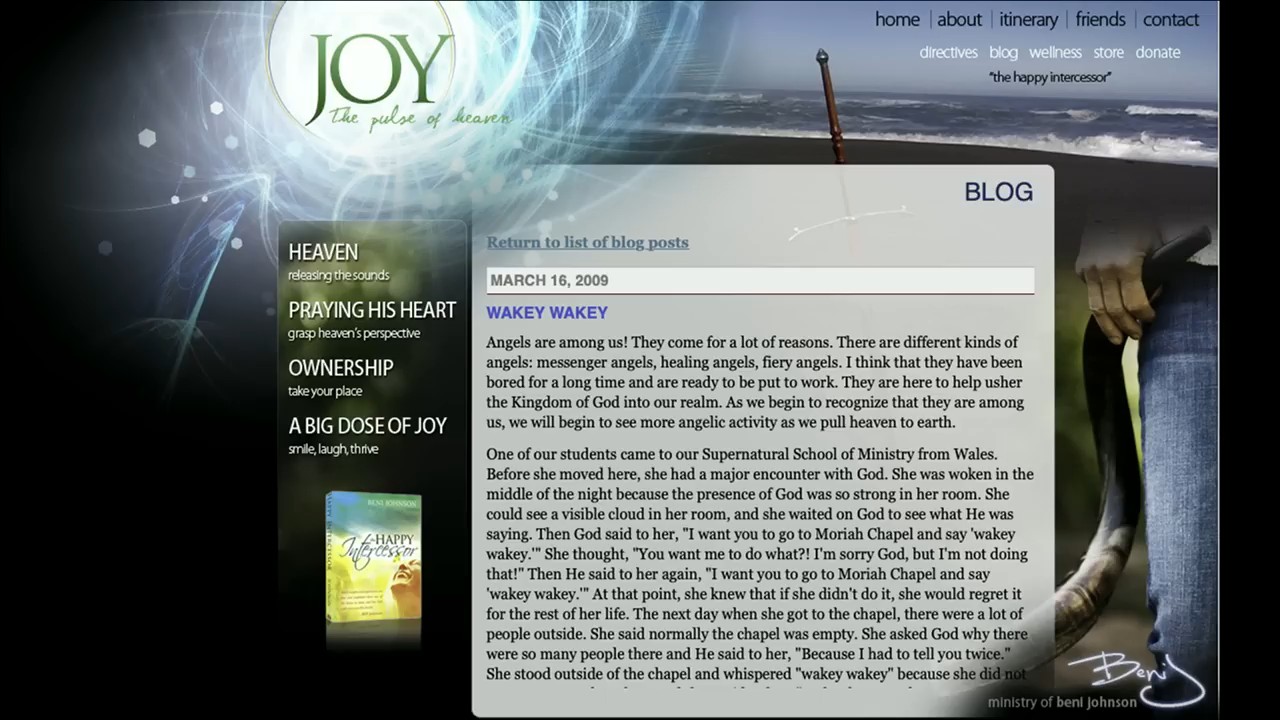 JOY
The pulse of heaven
home about itinerary friends contact
directives blog wellness store donate
“the happy intercessor”
BLOG
HEAVEN
releasing the sounds
PRAYING HIS HEART
grasp heaven's perspective
OWNERSHIP
take your place
A BIG DOSE OF JOY
smile, laugh, thrive
BENI JOHNSON
the HAPPY
Intercessor
Return to list of blog posts
MARCH 16, 2009
WAKEY WAKEY
Angels are among us! They come for a lot of reasons. There are different kinds of
angels: messenger angels, healing angels, fiery angels. I think that they have been
bored for a long time and are ready to be put to work. They are here to help usher
the Kingdom of God into our realm. As we begin to recognize that they are among
us, we will begin to see more angelic activity as we pull heaven to earth.
One of our students came to our Supernatural School of Ministry from Wales.
Before she moved here, she had a major encounter with God. She was woken in the
middle of the night because the presence of God was so strong in her room. She
could see a visible cloud in her room, and she waited on God to see what He was
saying. Then God said to her, "I want you to go to Moriah Chapel and say 'wakey
wakey.'" She thought, "You want me to do what?! I'm sorry God, but I'm not doing
that!" Then He said to her again, "I want you to go to Moriah Chapel and say
'wakey wakey.'" At that point, she knew that if she didn't do it, she would regret it
for the rest of her life. The next day when she got to the chapel, there were a lot of
people outside. She said normally the chapel was empty. She asked God why there
were so many people there and He said to her, "Because I had to tell you twice."
She stood outside of the chapel and whispered "wakey wakey" because she did not
Beni J
ministry of beni johnson